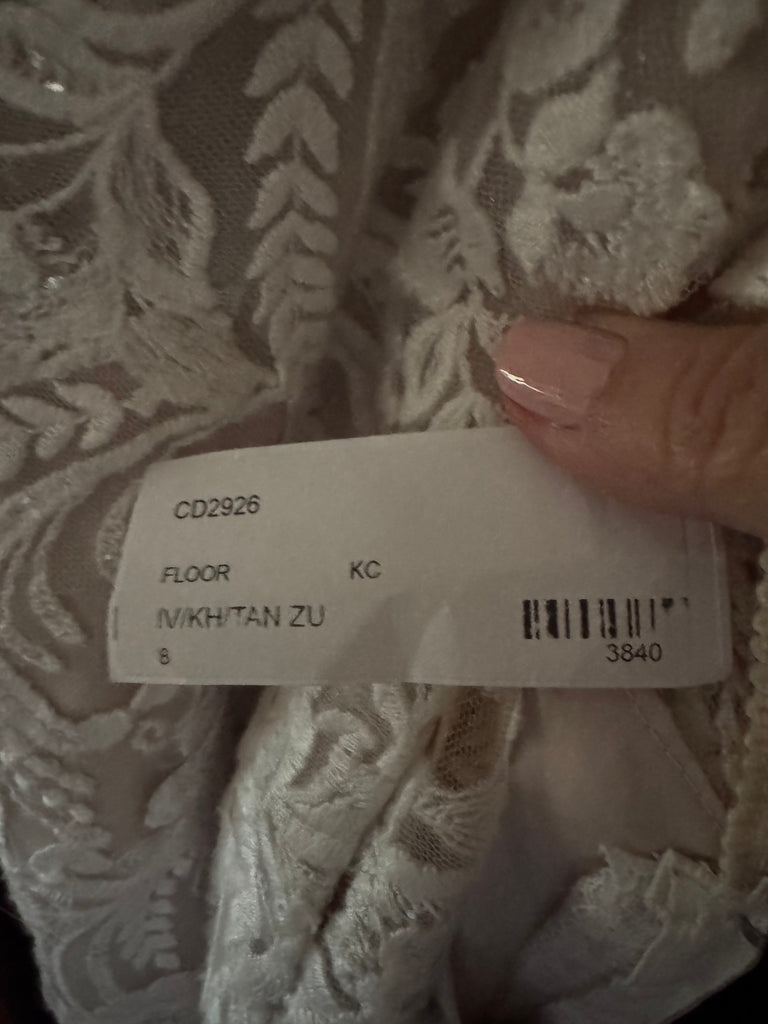 CD2926
FLOOR KC
IV/KH/TAN ZU
8 3840